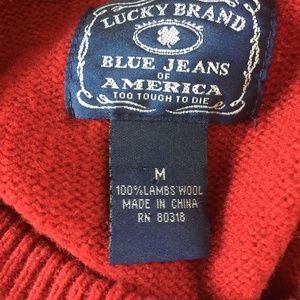 LUCKY BRAND
BLUE JEANS
OF
AMERICA
TOO TOUGH TO DIE
M
100%LAMBS'WOOL
MADE IN CHINA
RN 80318